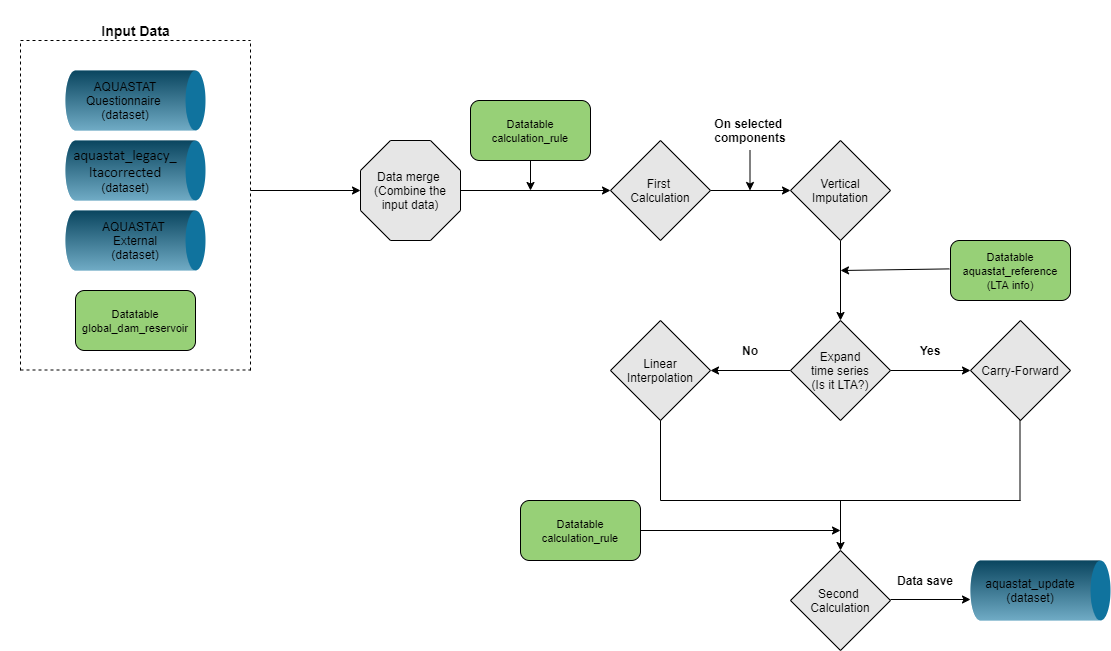 Input Data
AQUASTAT
Questionnaire
(dataset)
aquastat_legacy_
ltacorrected
(dataset)
AQUASTAT
External
(dataset)
Datatable
global_dam_reservoir
Data merge
(Combine the
input data)
Datatable
calculation_rule
First
Calculation
On selected
components
Vertical
Imputation
Datatable
aquastat_reference
(LTA info)
Linear
Interpolation
No
Expand
time series
(Is it LTA?)
Yes
Carry-Forward
Datatable
calculation_rule
Second
Calculation
Data save
aquastat_update
(dataset)